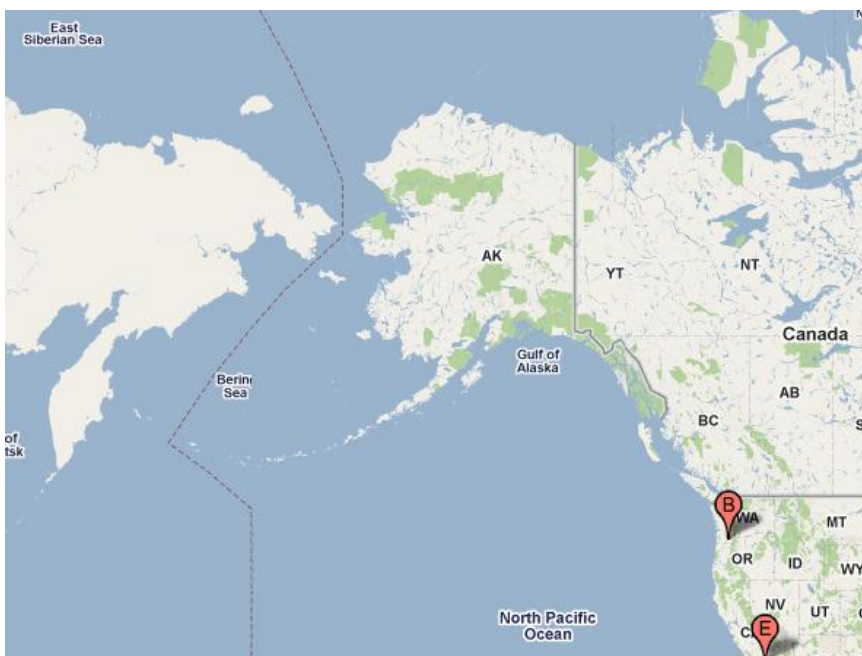 East
Siberian Sea
AK
YT
NT
Canada
Gulf of
Alaska
Bering
Sea
AB
BC
of
tsk
B
WA
MT
OR
ID
WY
NV
UT
E
North Pacific
Ocean